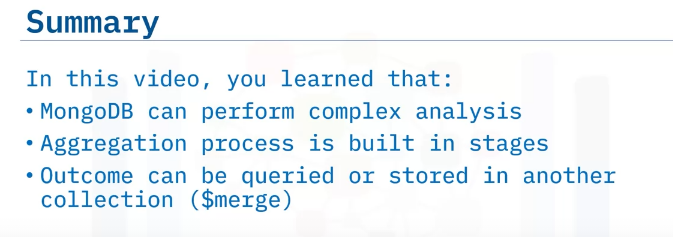 Summary
In this video, you learned that:
• MongoDB can perform complex analysis
• Aggregation process is built in stages
• Outcome can be queried or stored in another
collection ($merge)